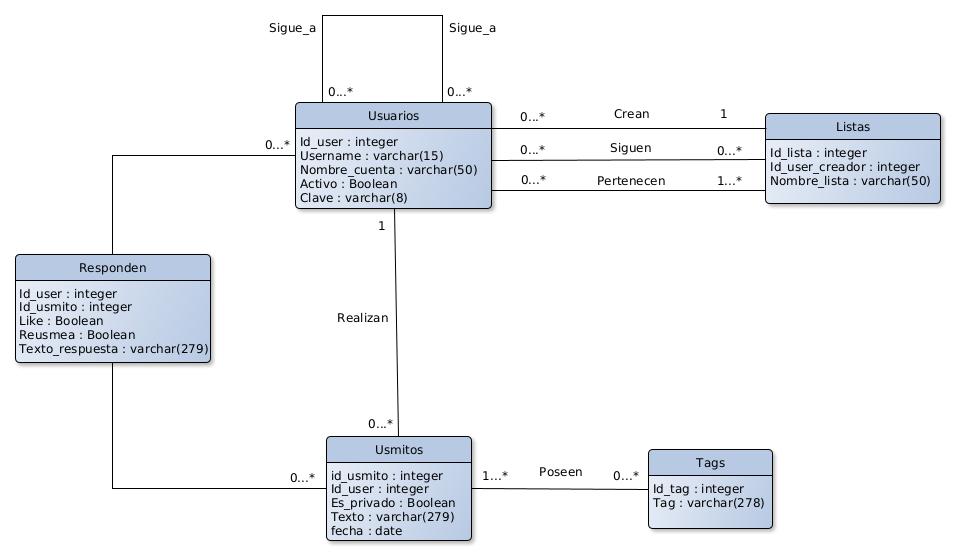 Sigue_a
Sigue_a
0...*
0...*
Usuarios
Id_user : integer
Username : varchar(15)
Nombre_cuenta : varchar(50)
Activo : Boolean
Clave : varchar(8)
0...*
Crean
1
0...*
Siguen
0...*
0...*
Pertenecen
1...*
Listas
Id_lista : integer
Id_user_creador : integer
Nombre_lista : varchar(50)
0...*
1
Responden
Id_user : integer
Id_usmito : integer
Like : Boolean
Reusmea : Boolean
Texto_respuesta : varchar(279)
Realizan
0...*
0...*
Usmitos
id_usmito : integer
Id_user : integer
Es_privado : Boolean
Texto : varchar(279)
fecha : date
1...*
Poseen
0...*
Tags
Id_tag : integer
Tag : varchar(278)